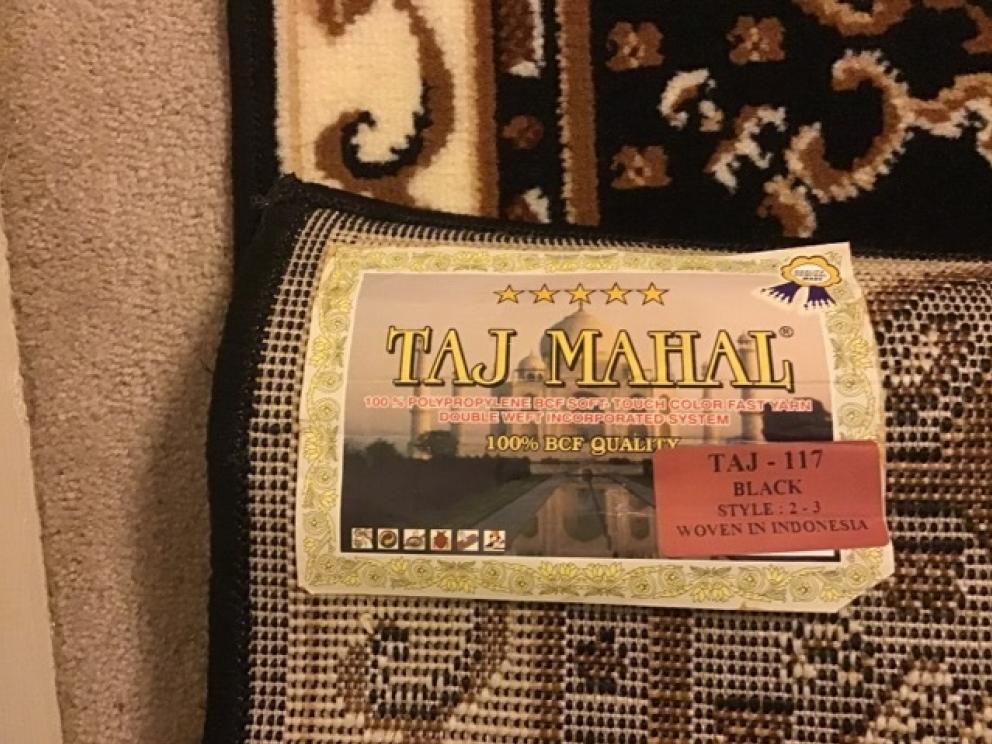 TAJ MAHAL®
100 % POLYPROPYLENE BCF SOFT- TOUCH COLOR FAST YARN
DOUBLE WEFT INCORPORATED SYSTEM
100% BCF QUALITY
TAJ - 117
BLACK
STYLE : 2 - 3
WOVEN IN INDONESIA